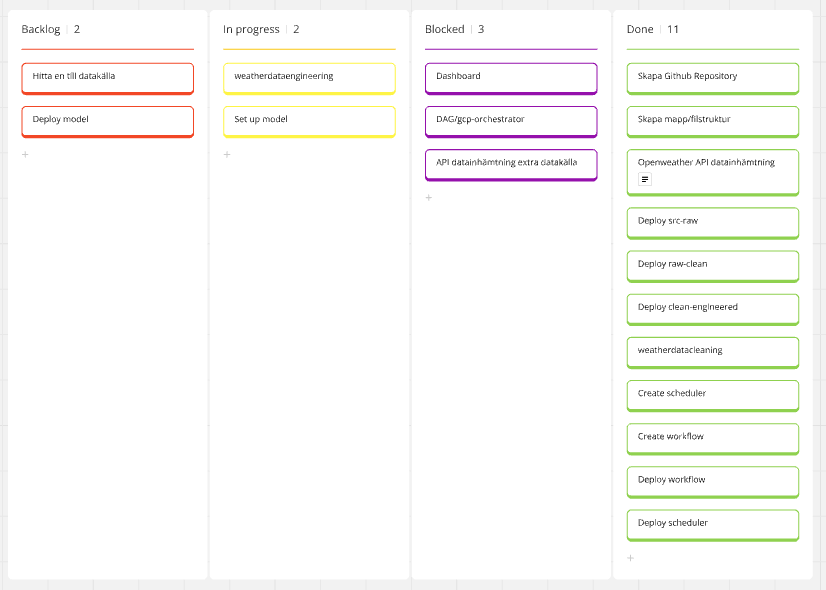 Backlog | 2
Hitta en till datakälla
Deploy model
+
In progress | 2
weatherdataengineering
Set up model
+
Blocked | 3
Dashboard
DAG/gcp-orchestrator
API datainhämtning extra datakälla
+
Done | 11
Skapa Github Repository
Skapa mapp/filstruktur
Openweather API datainhämtning
Deploy src-raw
Deploy raw-clean
Deploy clean-engineered
weatherdatacleaning
Create scheduler
Create workflow
Deploy workflow
Deploy scheduler
+